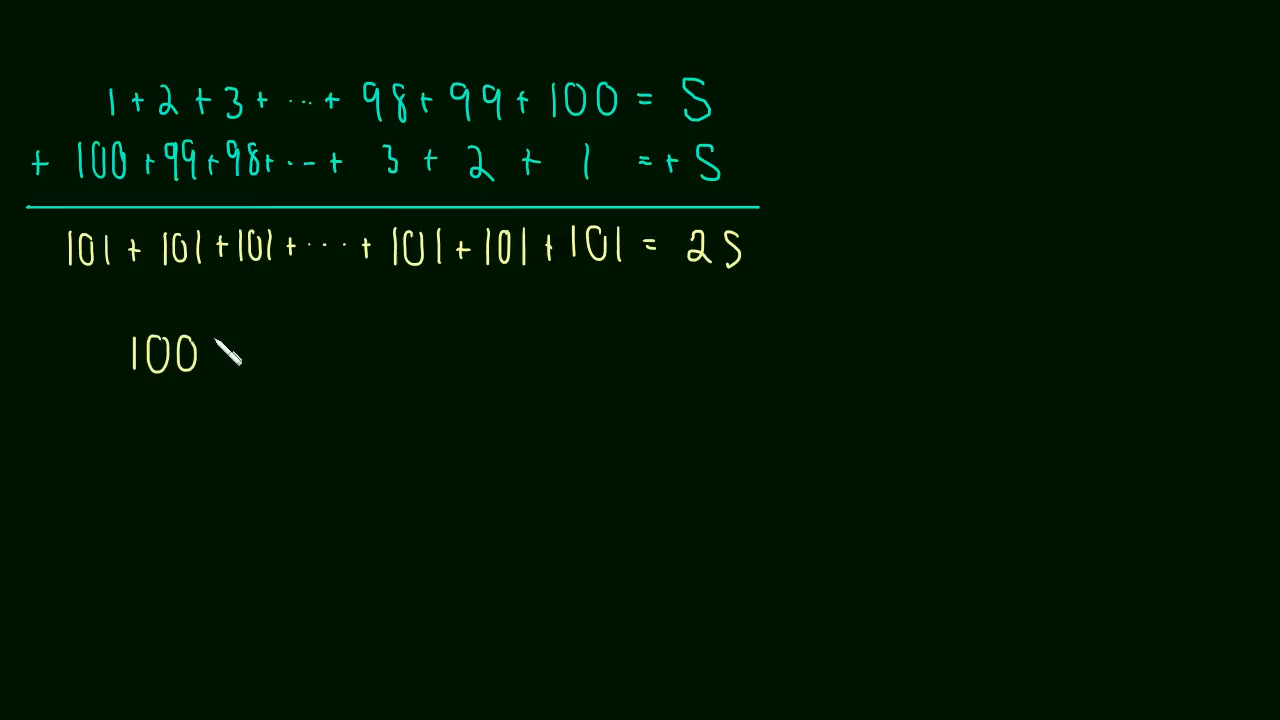 1 + 2 + 3 + ... + 98 + 99 + 100 = S
+ 100 + 99 + 98 + ... + 3 + 2 + 1 = + S
101 + 101 + 101 + .... + 101 + 101 + 101 = 2S
100